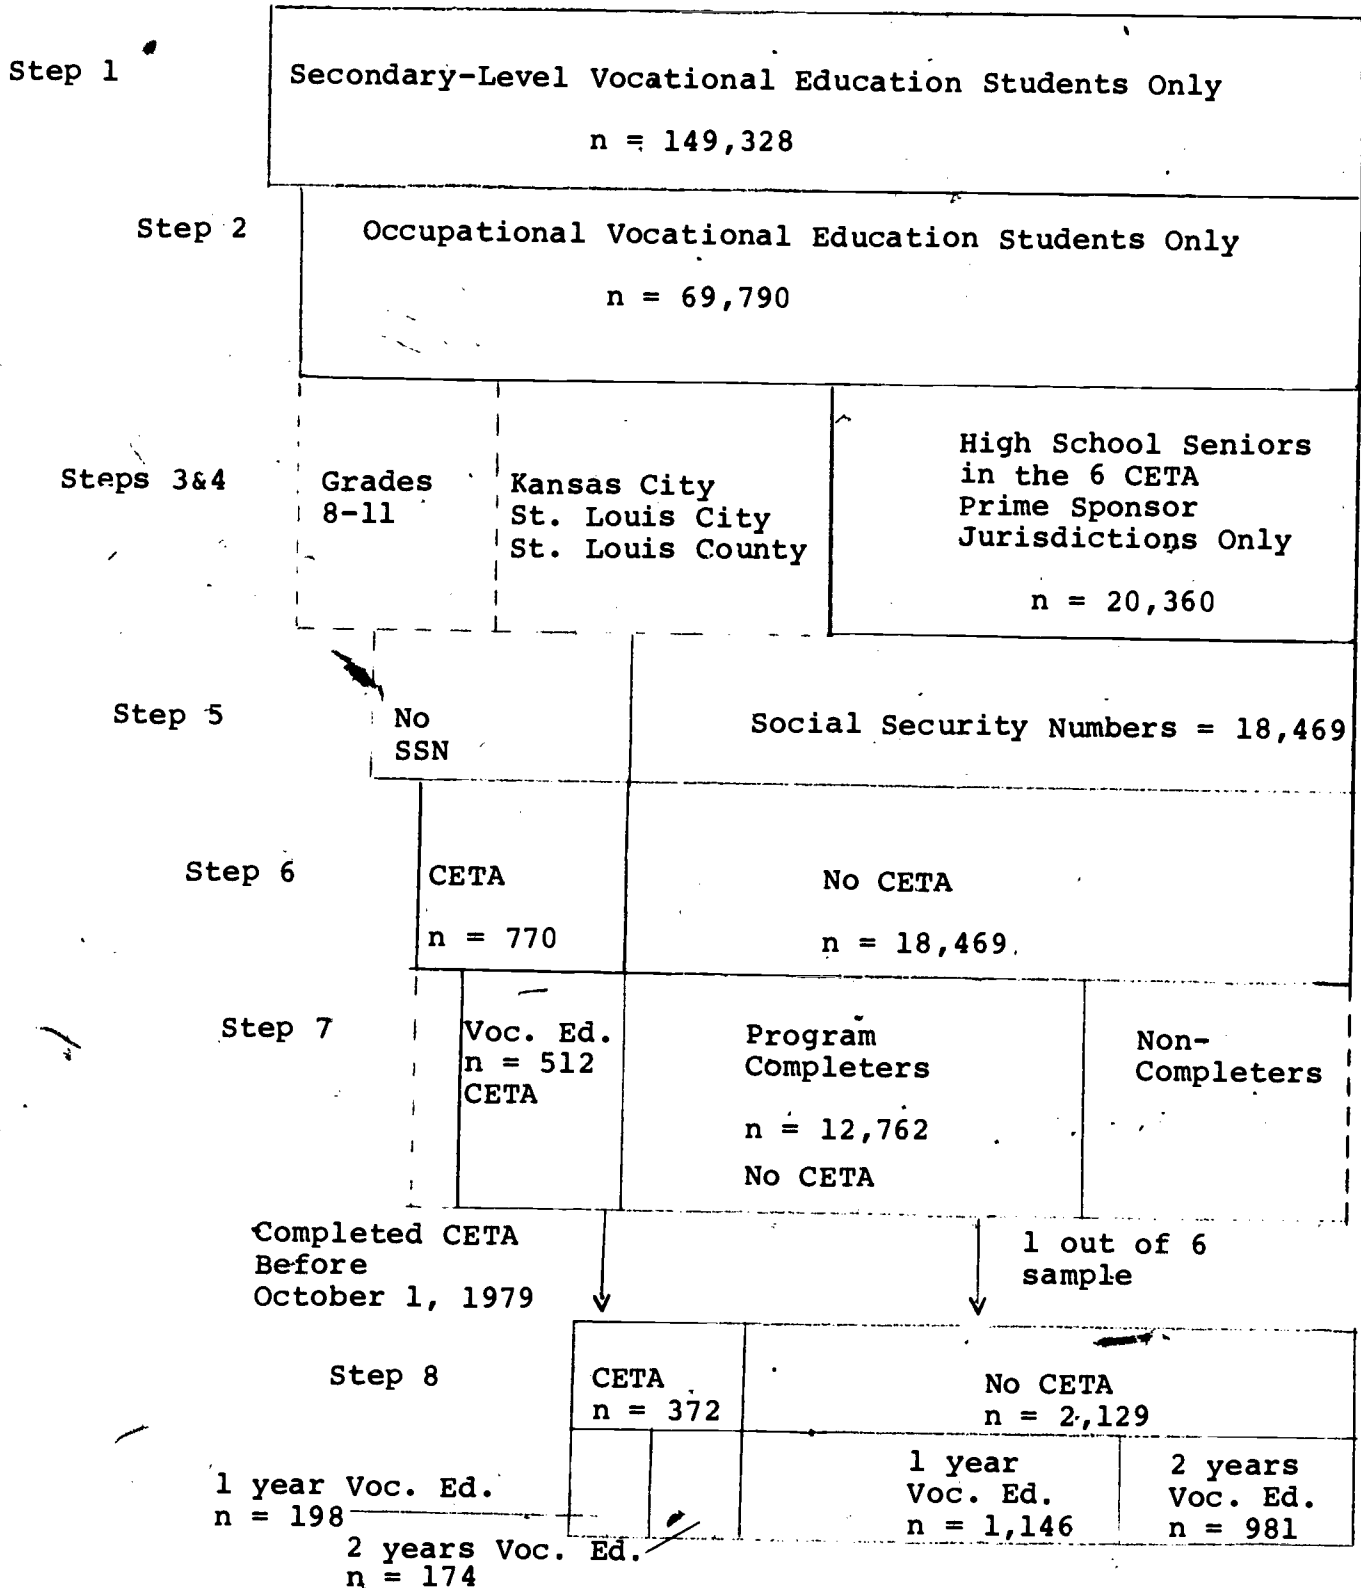 Step 1
Secondary-Level Vocational Education Students Only
n = 149,328
Step 2
Occupational Vocational Education Students Only
n = 69,790
Steps 3&4
Grades
8-11
Kansas City
St. Louis City
St. Louis County
High School Seniors
in the 6 CETA
Prime Sponsor
Jurisdictions Only
n = 20,360
Step 5
No
SSN
Social Security Numbers = 18,469
Step 6
CETA
n = 770
No CETA
n = 18,469
Step 7
Voc. Ed.
n = 512
CETA
Program
Completers
n = 12,762
No CETA
Non-
Completers
Completed CETA
Before
October 1, 1979
1 out of 6
sample
Step 8
CETA
n = 372
No CETA
n = 2,129
1 year Voc. Ed.
n = 198
2 years Voc. Ed.
n = 174
1 year
Voc. Ed.
n = 1,146
2 years
Voc. Ed.
n = 981